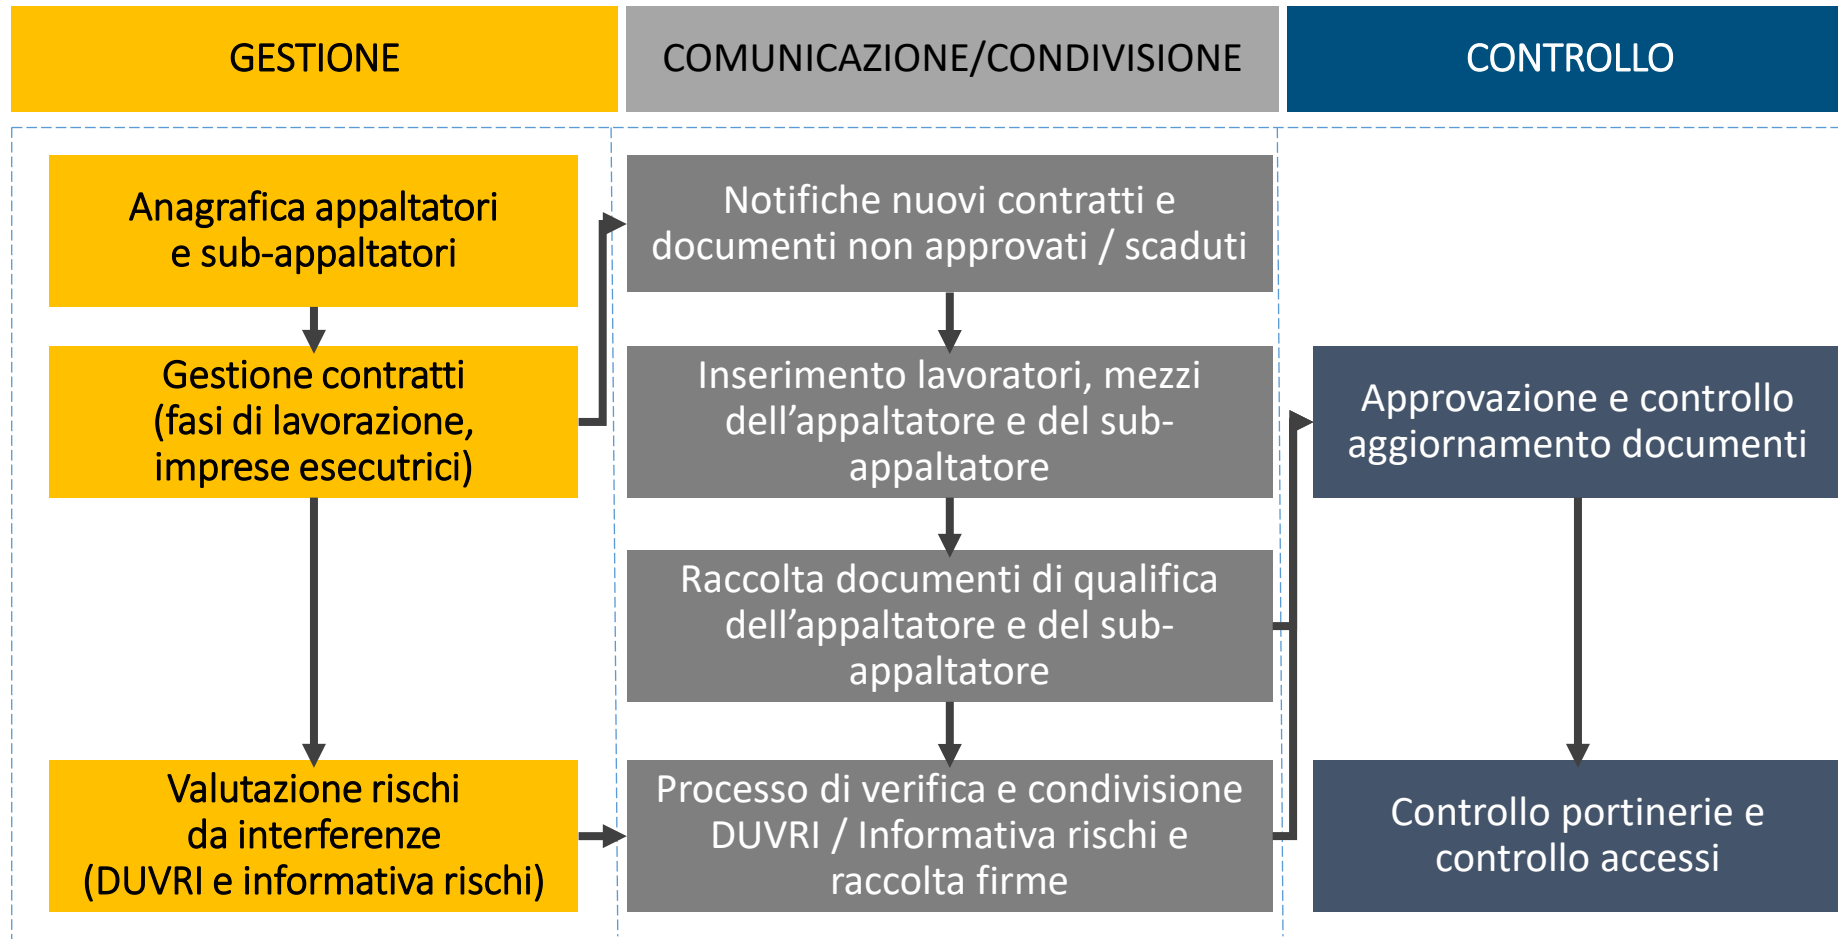 GESTIONE
COMUNICAZIONE/CONDIVISIONE
CONTROLLO
Anagrafica appaltatori
e sub-appaltatori
Gestione contratti
(fasi di lavorazione,
imprese esecutrici)
Valutazione rischi
da interferenze
(DUVRI e informativa rischi)
Notifiche nuovi contratti e
documenti non approvati / scaduti
Inserimento lavoratori, mezzi
dell’appaltatore e del sub-
appaltatore
Raccolta documenti di qualifica
dell’appaltatore e del sub-
appaltatore
Processo di verifica e condivisione
DUVRI / Informativa rischi e
raccolta firme
Approvazione e controllo
aggiornamento documenti
Controllo portinerie e
controllo accessi